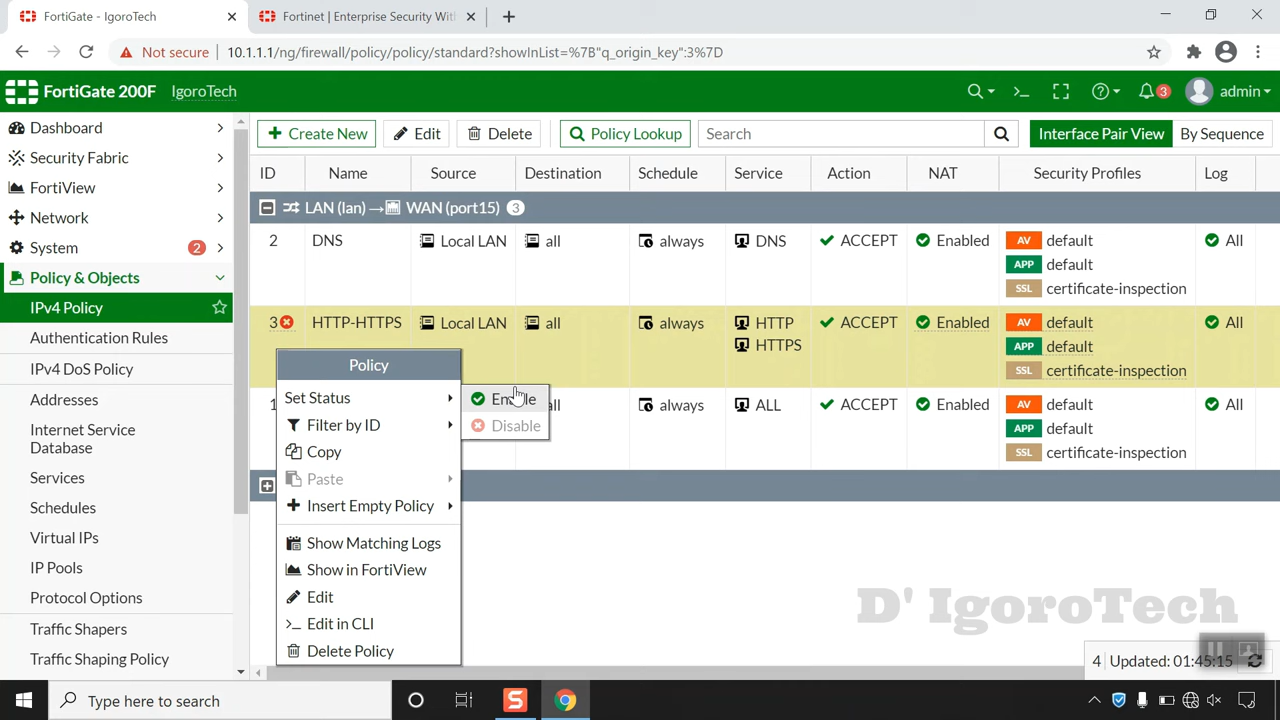 FortiGate - IgoroTech
Fortinet | Enterprise Security With
Not secure
10.1.1.1/ng/firewall/policy/policy/standard?showInList=%7B"q_origin_key":3%7D
FortiGate 200F
IgoroTech
3
admin
Dashboard
Security Fabric
FortiView
Network
System
2
Policy & Objects
IPv4 Policy
Authentication Rules
IPv4 DoS Policy
Addresses
Internet Service
Database
Services
Schedules
Virtual IPs
IP Pools
Protocol Options
Traffic Shapers
Traffic Shaping Policy
Create New
Edit
Delete
Policy Lookup
Search
Interface Pair View
By Sequence
ID
Name
Source
Destination
Schedule
Service
Action
NAT
Security Profiles
Log
LAN (lan) → WAN (port15) 3
2
DNS
Local LAN
all
always
DNS
ACCEPT
Enabled
AV default
APP default
SSL certificate-inspection
All
3
HTTP-HTTPS
Local LAN
all
always
HTTP
HTTPS
ACCEPT
Enabled
AV default
APP default
SSL certificate-inspection
All
all
always
ALL
ACCEPT
Enabled
AV default
APP default
SSL certificate-inspection
All
Policy
Set Status
Filter by ID
Copy
Paste
Insert Empty Policy
Show Matching Logs
Show in FortiView
Edit
Edit in CLI
Delete Policy
Enable
Disable
D' IgoroTech
4
Updated: 01:45:15
Type here to search
S